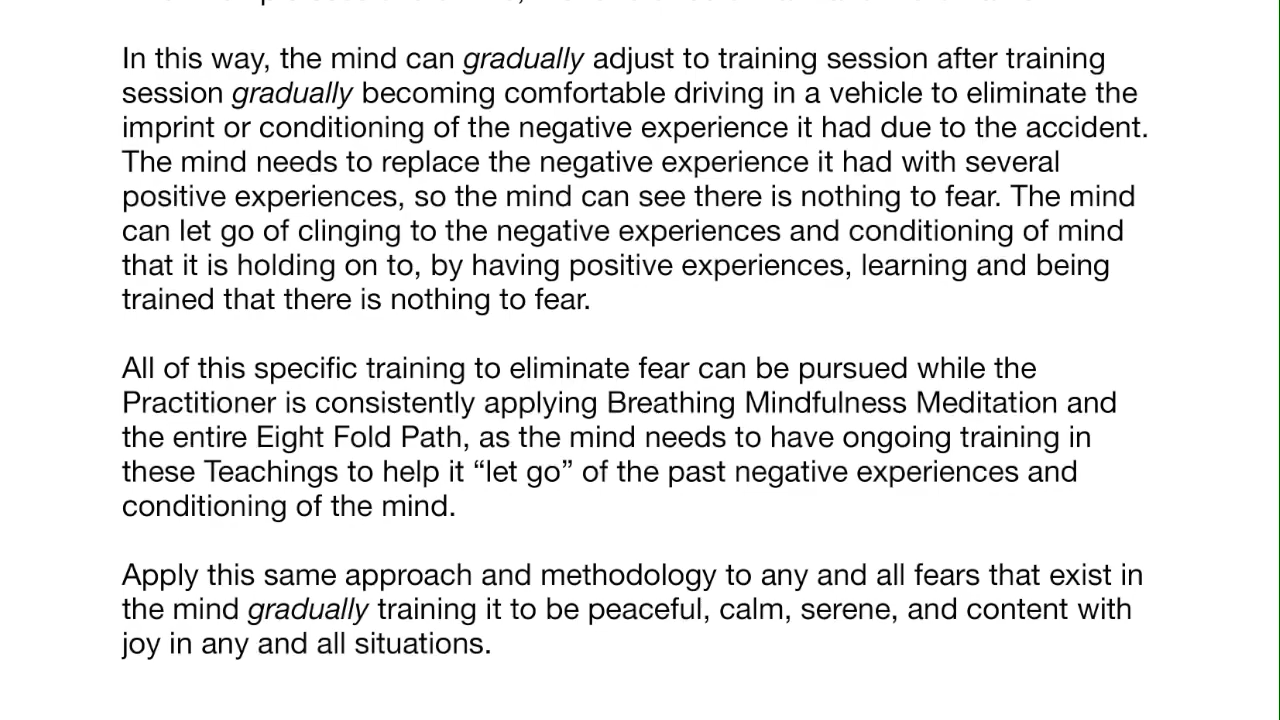 In this way, the mind can gradually adjust to training session after training
session gradually becoming comfortable driving in a vehicle to eliminate the
imprint or conditioning of the negative experience it had due to the accident.
The mind needs to replace the negative experience it had with several
positive experiences, so the mind can see there is nothing to fear. The mind
can let go of clinging to the negative experiences and conditioning of mind
that it is holding on to, by having positive experiences, learning and being
trained that there is nothing to fear.
All of this specific training to eliminate fear can be pursued while the
Practitioner is consistently applying Breathing Mindfulness Meditation and
the entire Eight Fold Path, as the mind needs to have ongoing training in
these Teachings to help it “let go” of the past negative experiences and
conditioning of the mind.
Apply this same approach and methodology to any and all fears that exist in
the mind gradually training it to be peaceful, calm, serene, and content with
joy in any and all situations.